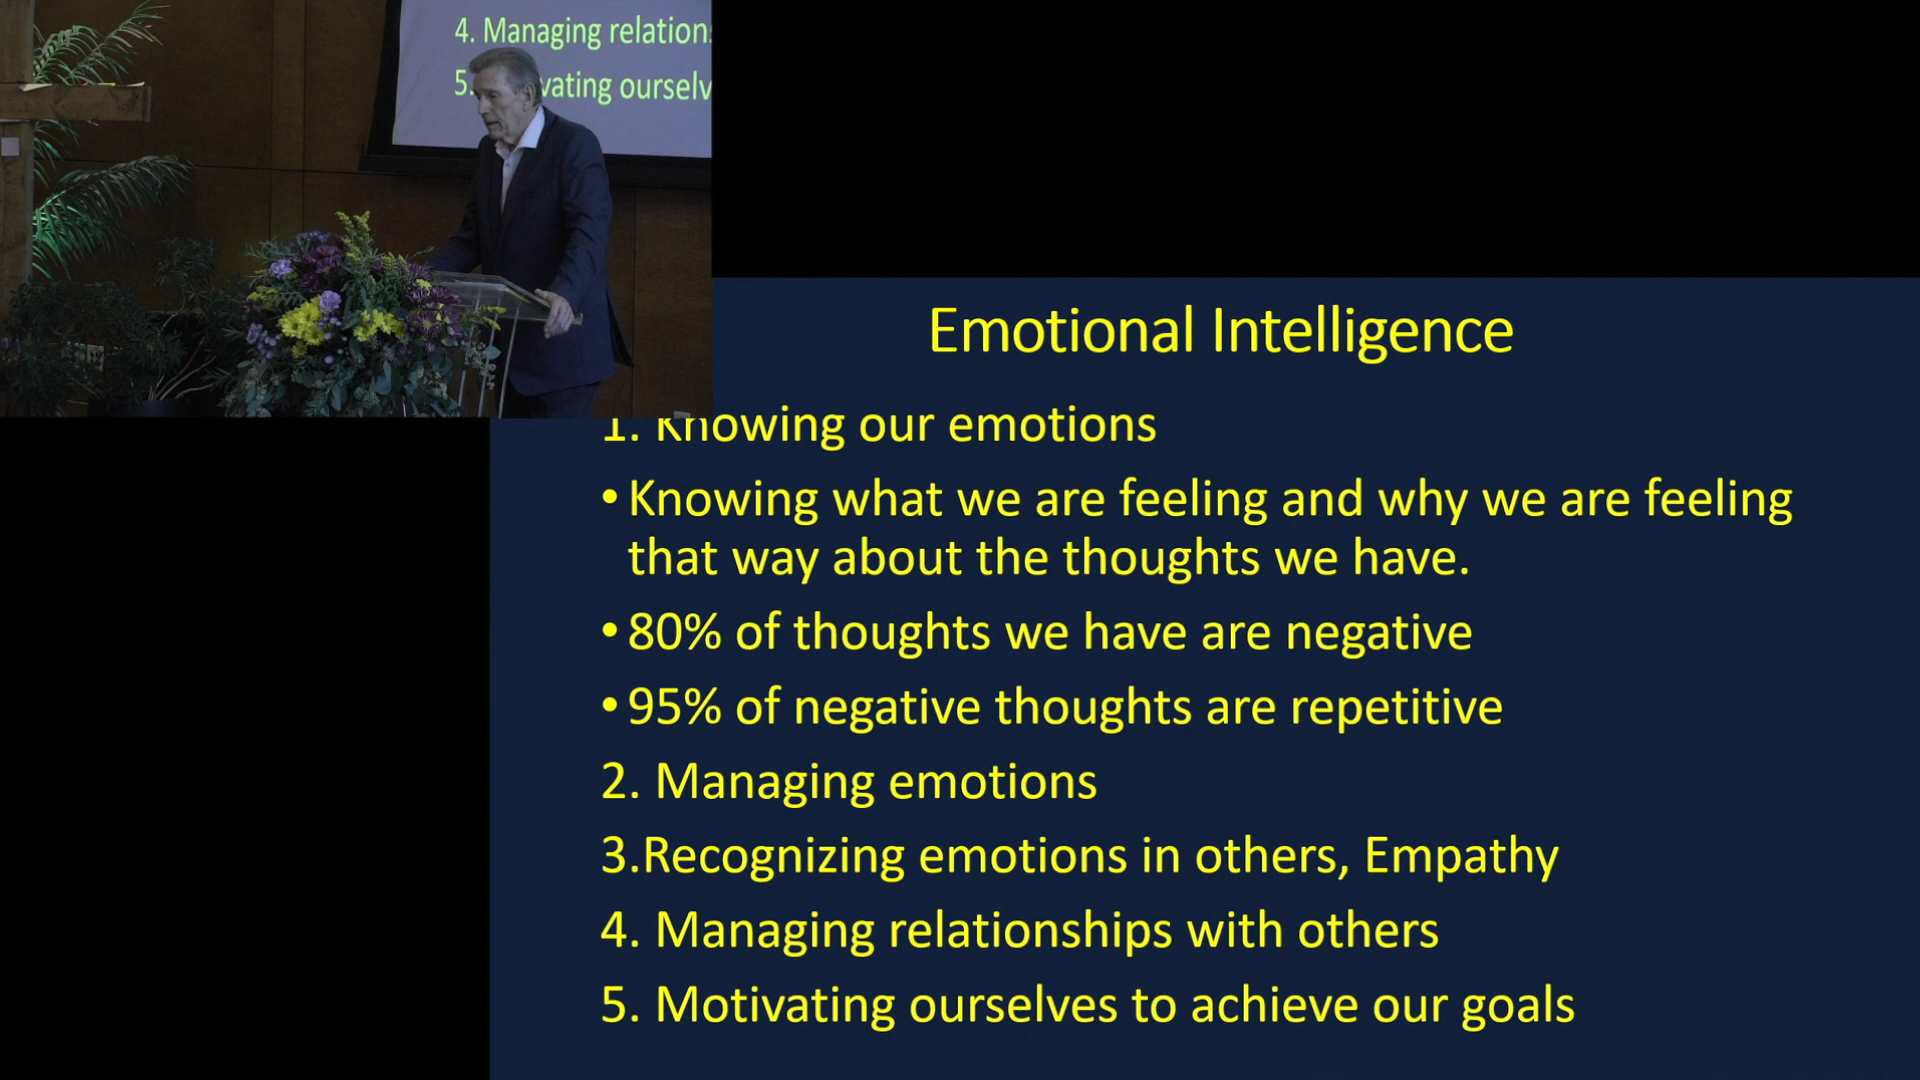 4. Managing relation
5. vating ourselv
Emotional Intelligence
1. Knowing our emotions
• Knowing what we are feeling and why we are feeling
that way about the thoughts we have.
• 80% of thoughts we have are negative
• 95% of negative thoughts are repetitive
2. Managing emotions
3.Recognizing emotions in others, Empathy
4. Managing relationships with others
5. Motivating ourselves to achieve our goals